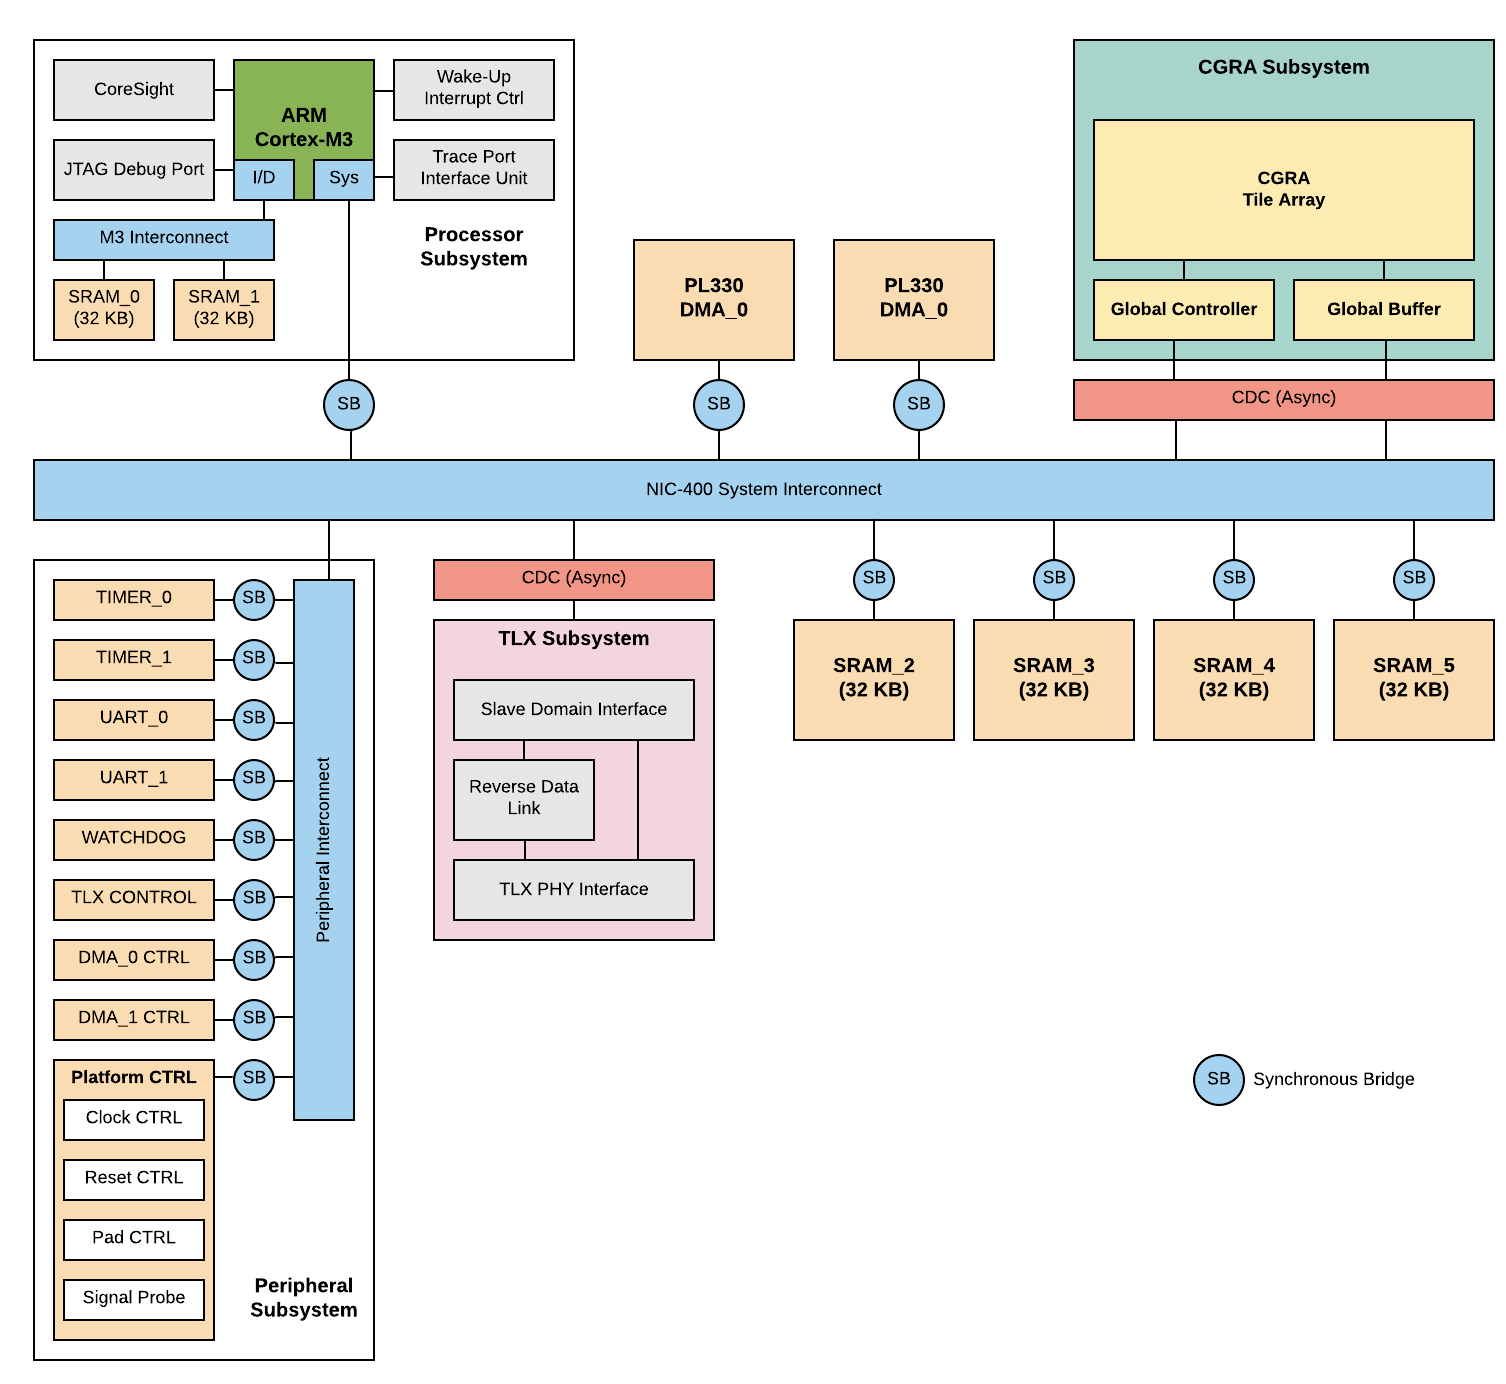 CoreSight
JTAG Debug Port
ARM
Cortex-M3
I/D
Sys
Wake-Up
Interrupt Ctrl
Trace Port
Interface Unit
M3 Interconnect
SRAM_0
(32 KB)
SRAM_1
(32 KB)
Processor
Subsystem
PL330
DMA_0
PL330
DMA_0
CGRA Subsystem
CGRA
Tile Array
Global Controller
Global Buffer
CDC (Async)
SB
SB
SB
NIC-400 System Interconnect
TIMER_0
SB
TIMER_1
SB
UART_0
SB
UART_1
SB
WATCHDOG
SB
TLX CONTROL
SB
DMA_0 CTRL
SB
DMA_1 CTRL
SB
Platform CTRL
SB
Clock CTRL
Reset CTRL
Pad CTRL
Signal Probe
Peripheral Interconnect
Peripheral
Subsystem
CDC (Async)
TLX Subsystem
Slave Domain Interface
Reverse Data
Link
TLX PHY Interface
SB
SB
SB
SB
SRAM_2
(32 KB)
SRAM_3
(32 KB)
SRAM_4
(32 KB)
SRAM_5
(32 KB)
SB
Synchronous Bridge